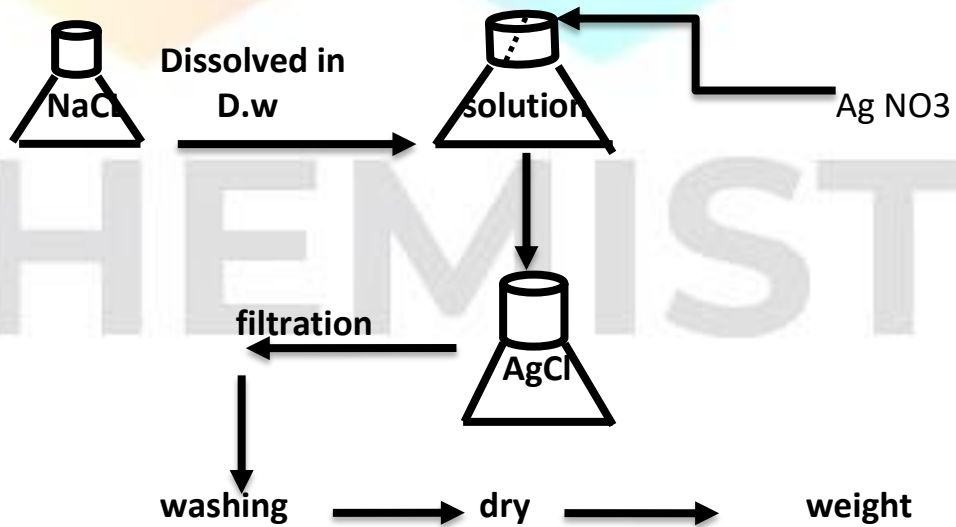 Dissolved in
D.w
NaCL
solution
Ag NO3
HEMIST
filtration
AgCl
washing
dry
weight